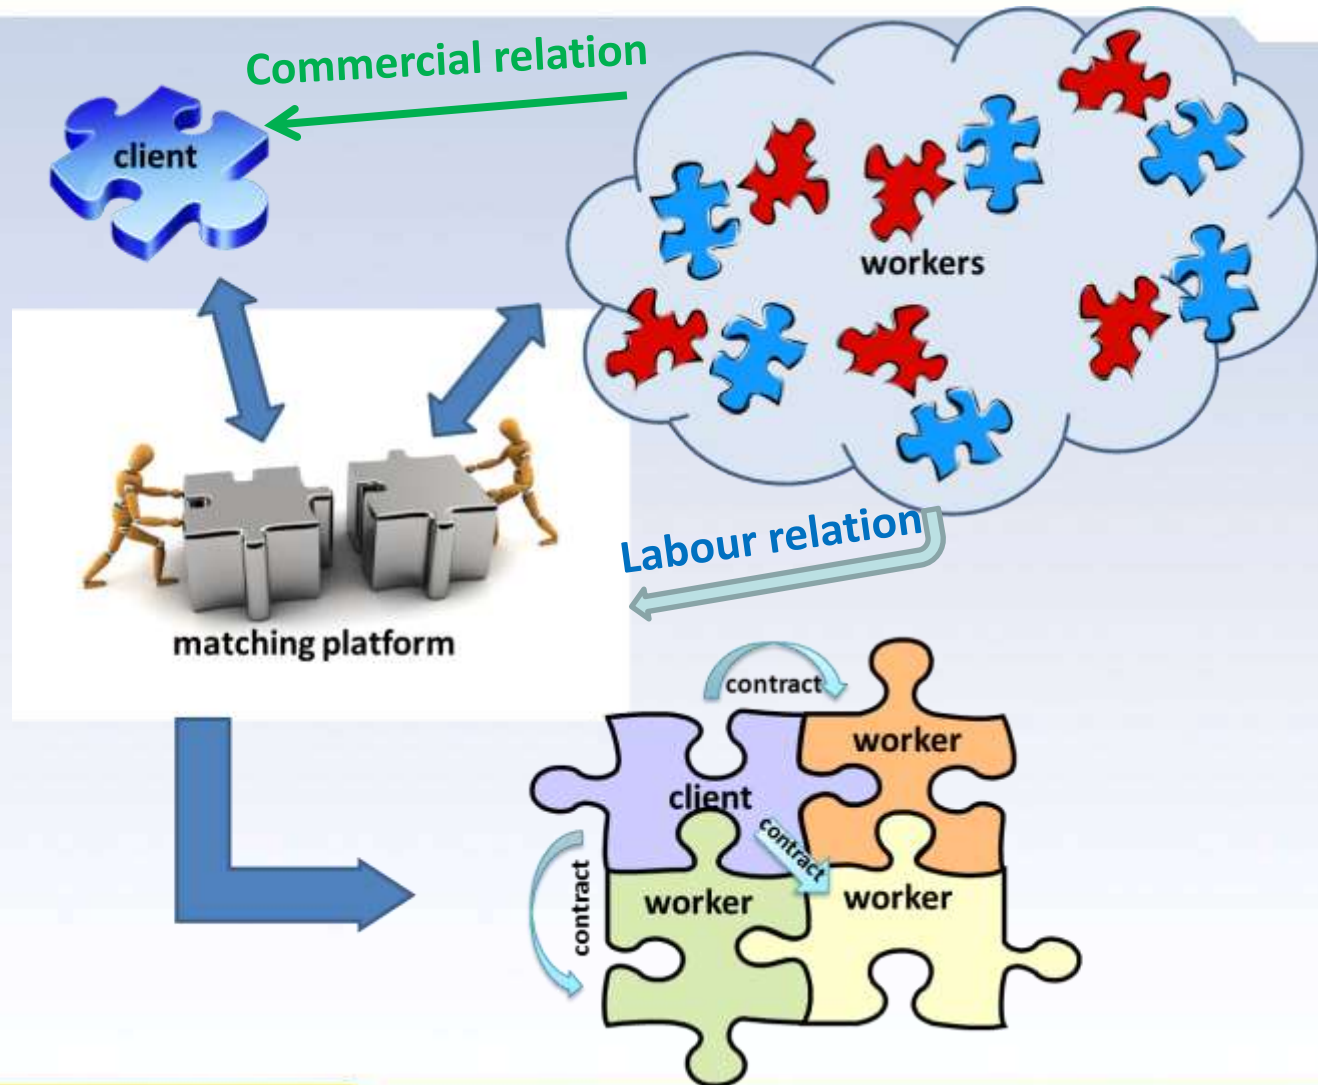 Commercial relation
client
workers
Labour relation
matching platform
contract
worker
client
contract
contract
worker
worker